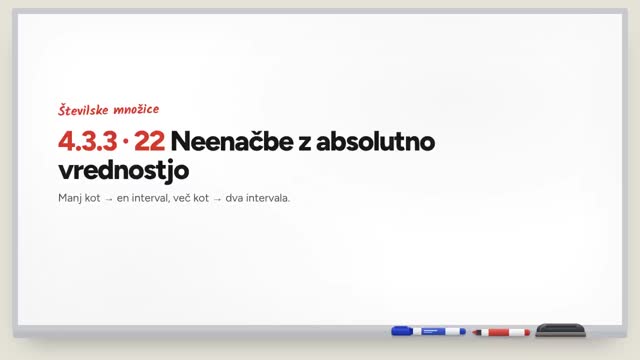 Številske množice
4.3.3 · 22 Neenačbe z absolutno
vrednostjo
Manj kot → en interval, več kot → dva intervala.